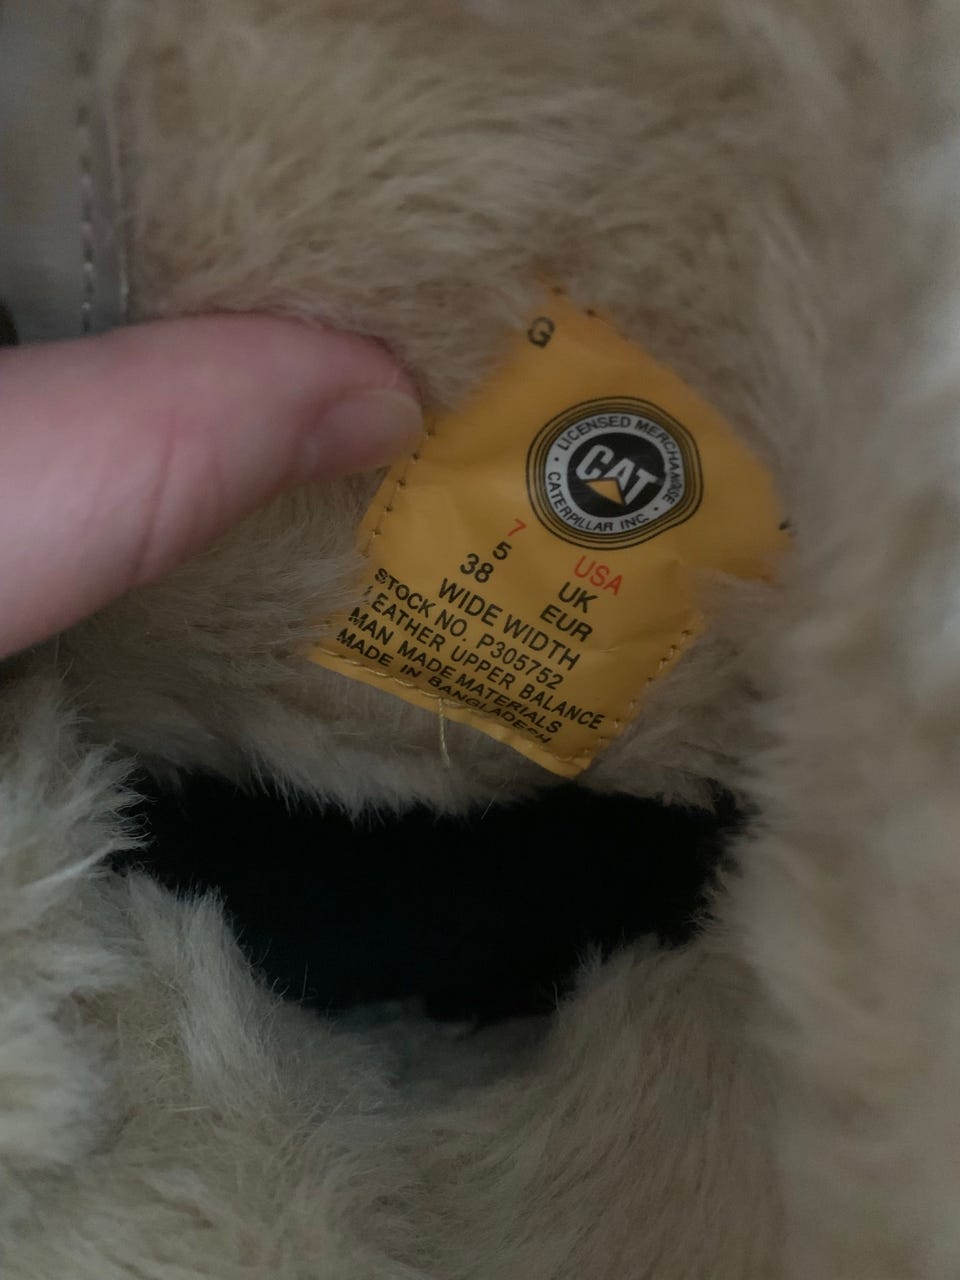 G
LICENSED MERCHANDISE
CAT
CATERPILLAR INC.
7 USA
5 UK
38 EUR
WIDE WIDTH
STOCK NO. P305752
LEATHER UPPER BALANCE
MAN MADE MATERIALS
MADE IN BANGLADESH